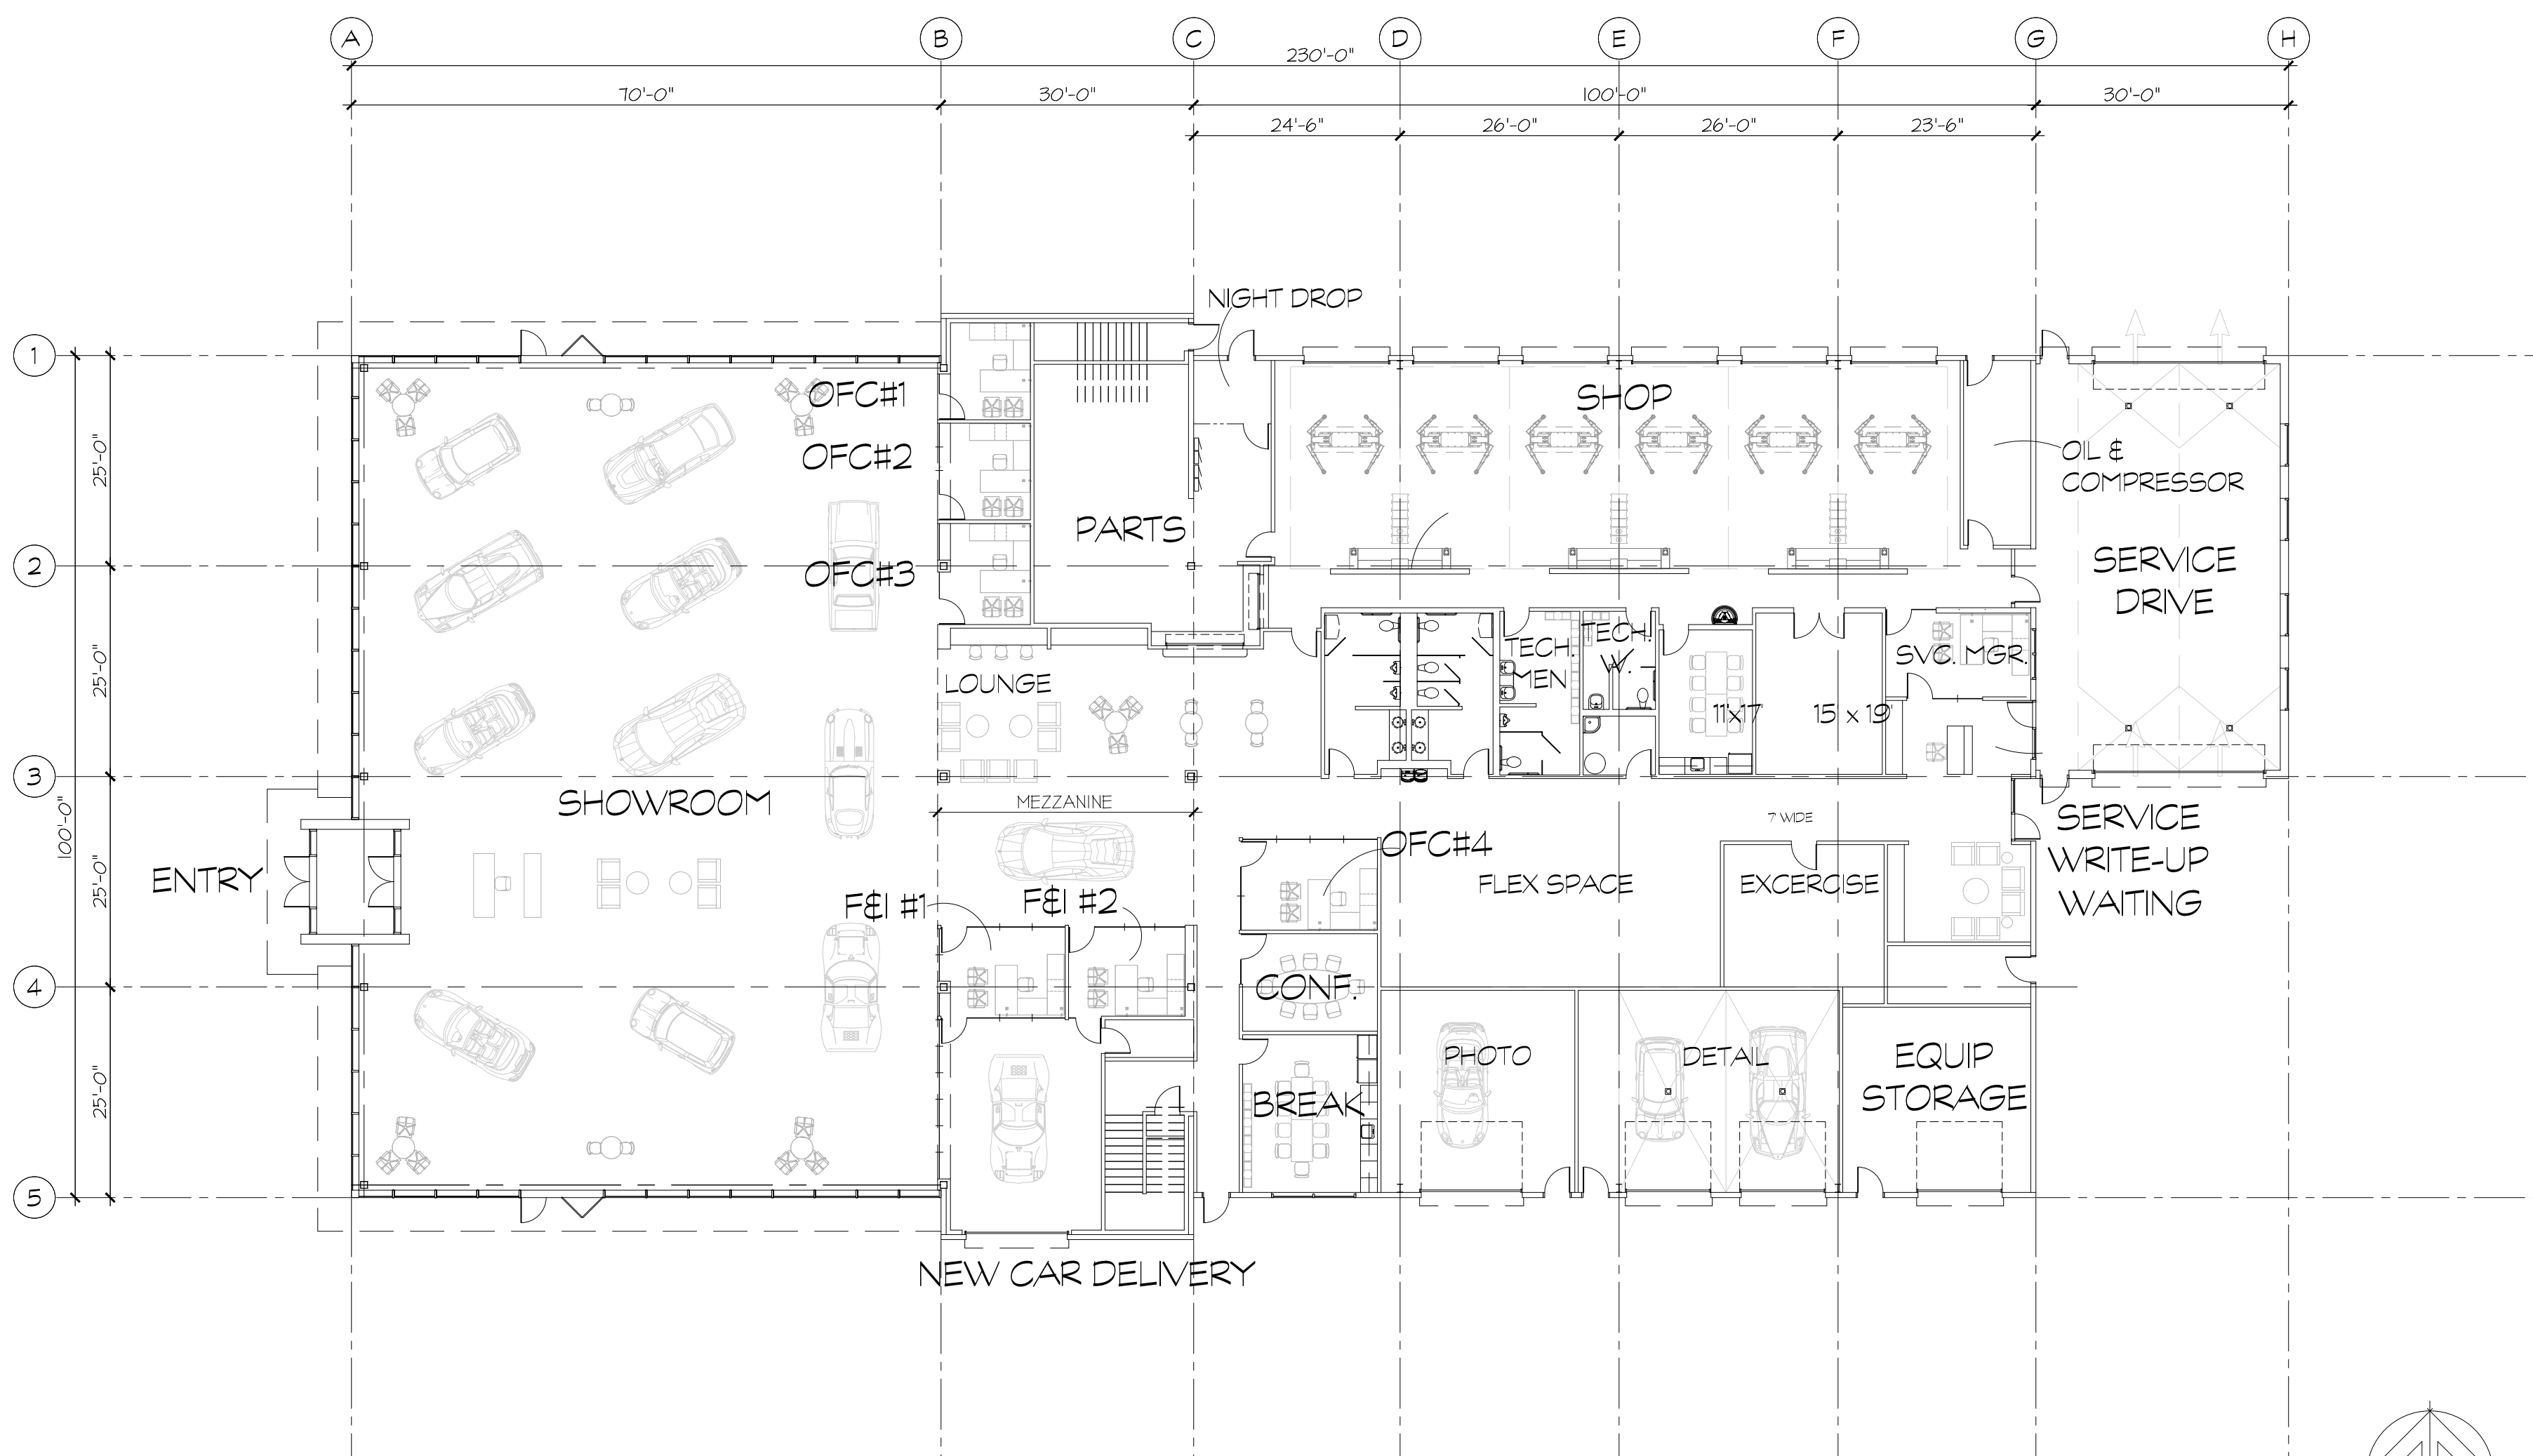 A
B
C
D
E
F
G
H
230'-0"
70'-0"
30'-0"
100'-0"
30'-0"
24'-6"
26'-0"
26'-0"
23'-6"
NIGHT DROP
1
OFC#1
SHOP
25'-0"
OFC#2
OIL &
COMPRESSOR
PARTS
2
OFC#3
SERVICE
DRIVE
TECH.
MEN
TECH.
W.
SVC. MGR.
25'-0"
LOUNGE
11'x17'
15' x 19'
3
SHOWROOM
MEZZANINE
100'-0"
7' WIDE
SERVICE
WRITE-UP
WAITING
OFC#4
ENTRY
25'-0"
F&I #1
F&I #2
FLEX SPACE
EXCERCISE
4
CONF.
PHOTO
DETAIL
EQUIP
STORAGE
25'-0"
BREAK
5
NEW CAR DELIVERY